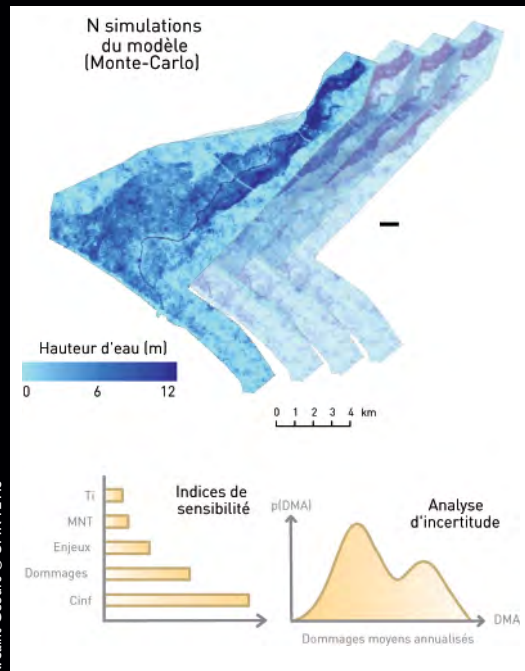 N simulations
du modèle
(Monte-Carlo)
Hauteur d'eau (m)
0 6 12
0 1 2 3 4 km
Indices de
sensibilité
Ti
MNT
Enjeux
Dommages
Cinf
Analyse
d'incertitude
p(DMA)
DMA
Dommages moyens annualisés